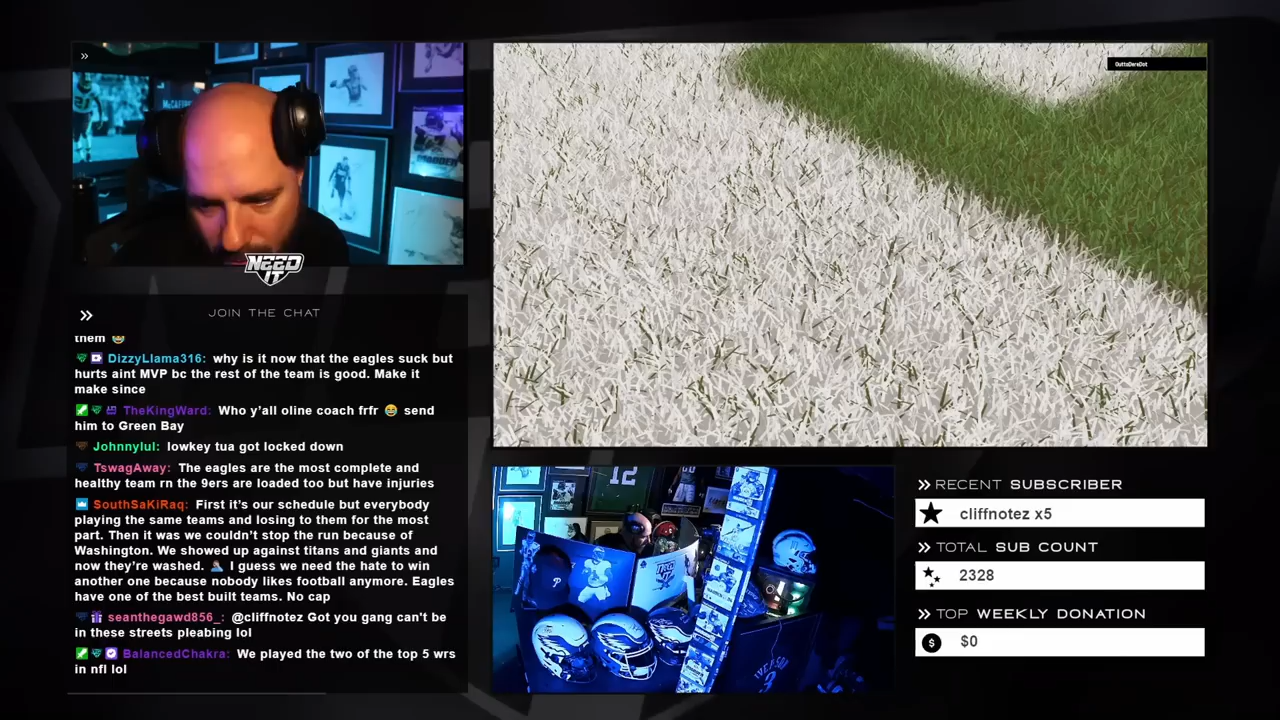 McCAFFREY
MADDEN
OuttaDereDot
NEED
IT
JOIN THE CHAT
them 🤣
DizzyLlama316: why is it now that the eagles suck but
hurts aint MVP bc the rest of the team is good. Make it
make since
TheKingWard: Who y'all oline coach frfr 😂 send
him to Green Bay
Johnnylul: lowkey tua got locked down
TswagAway: The eagles are the most complete and
healthy team rn the 9ers are loaded too but have injuries
SouthSaKiRaq: First it's our schedule but everybody
playing the same teams and losing to them for the most
part. Then it was we couldn't stop the run because of
Washington. We showed up against titans and giants and
now they're washed. 🤦🏾‍♂️ I guess we need the hate to win
another one because nobody likes football anymore. Eagles
have one of the best built teams. No cap
seanthegawd856_: @cliffnotez Got you gang can't be
in these streets pleabing lol
BalancedChakra: We played the two of the top 5 wrs
in nfl lol
12
P
NEED
IT
3
RECENT SUBSCRIBER
cliffnotez x5
TOTAL SUB COUNT
2328
TOP WEEKLY DONATION
$0